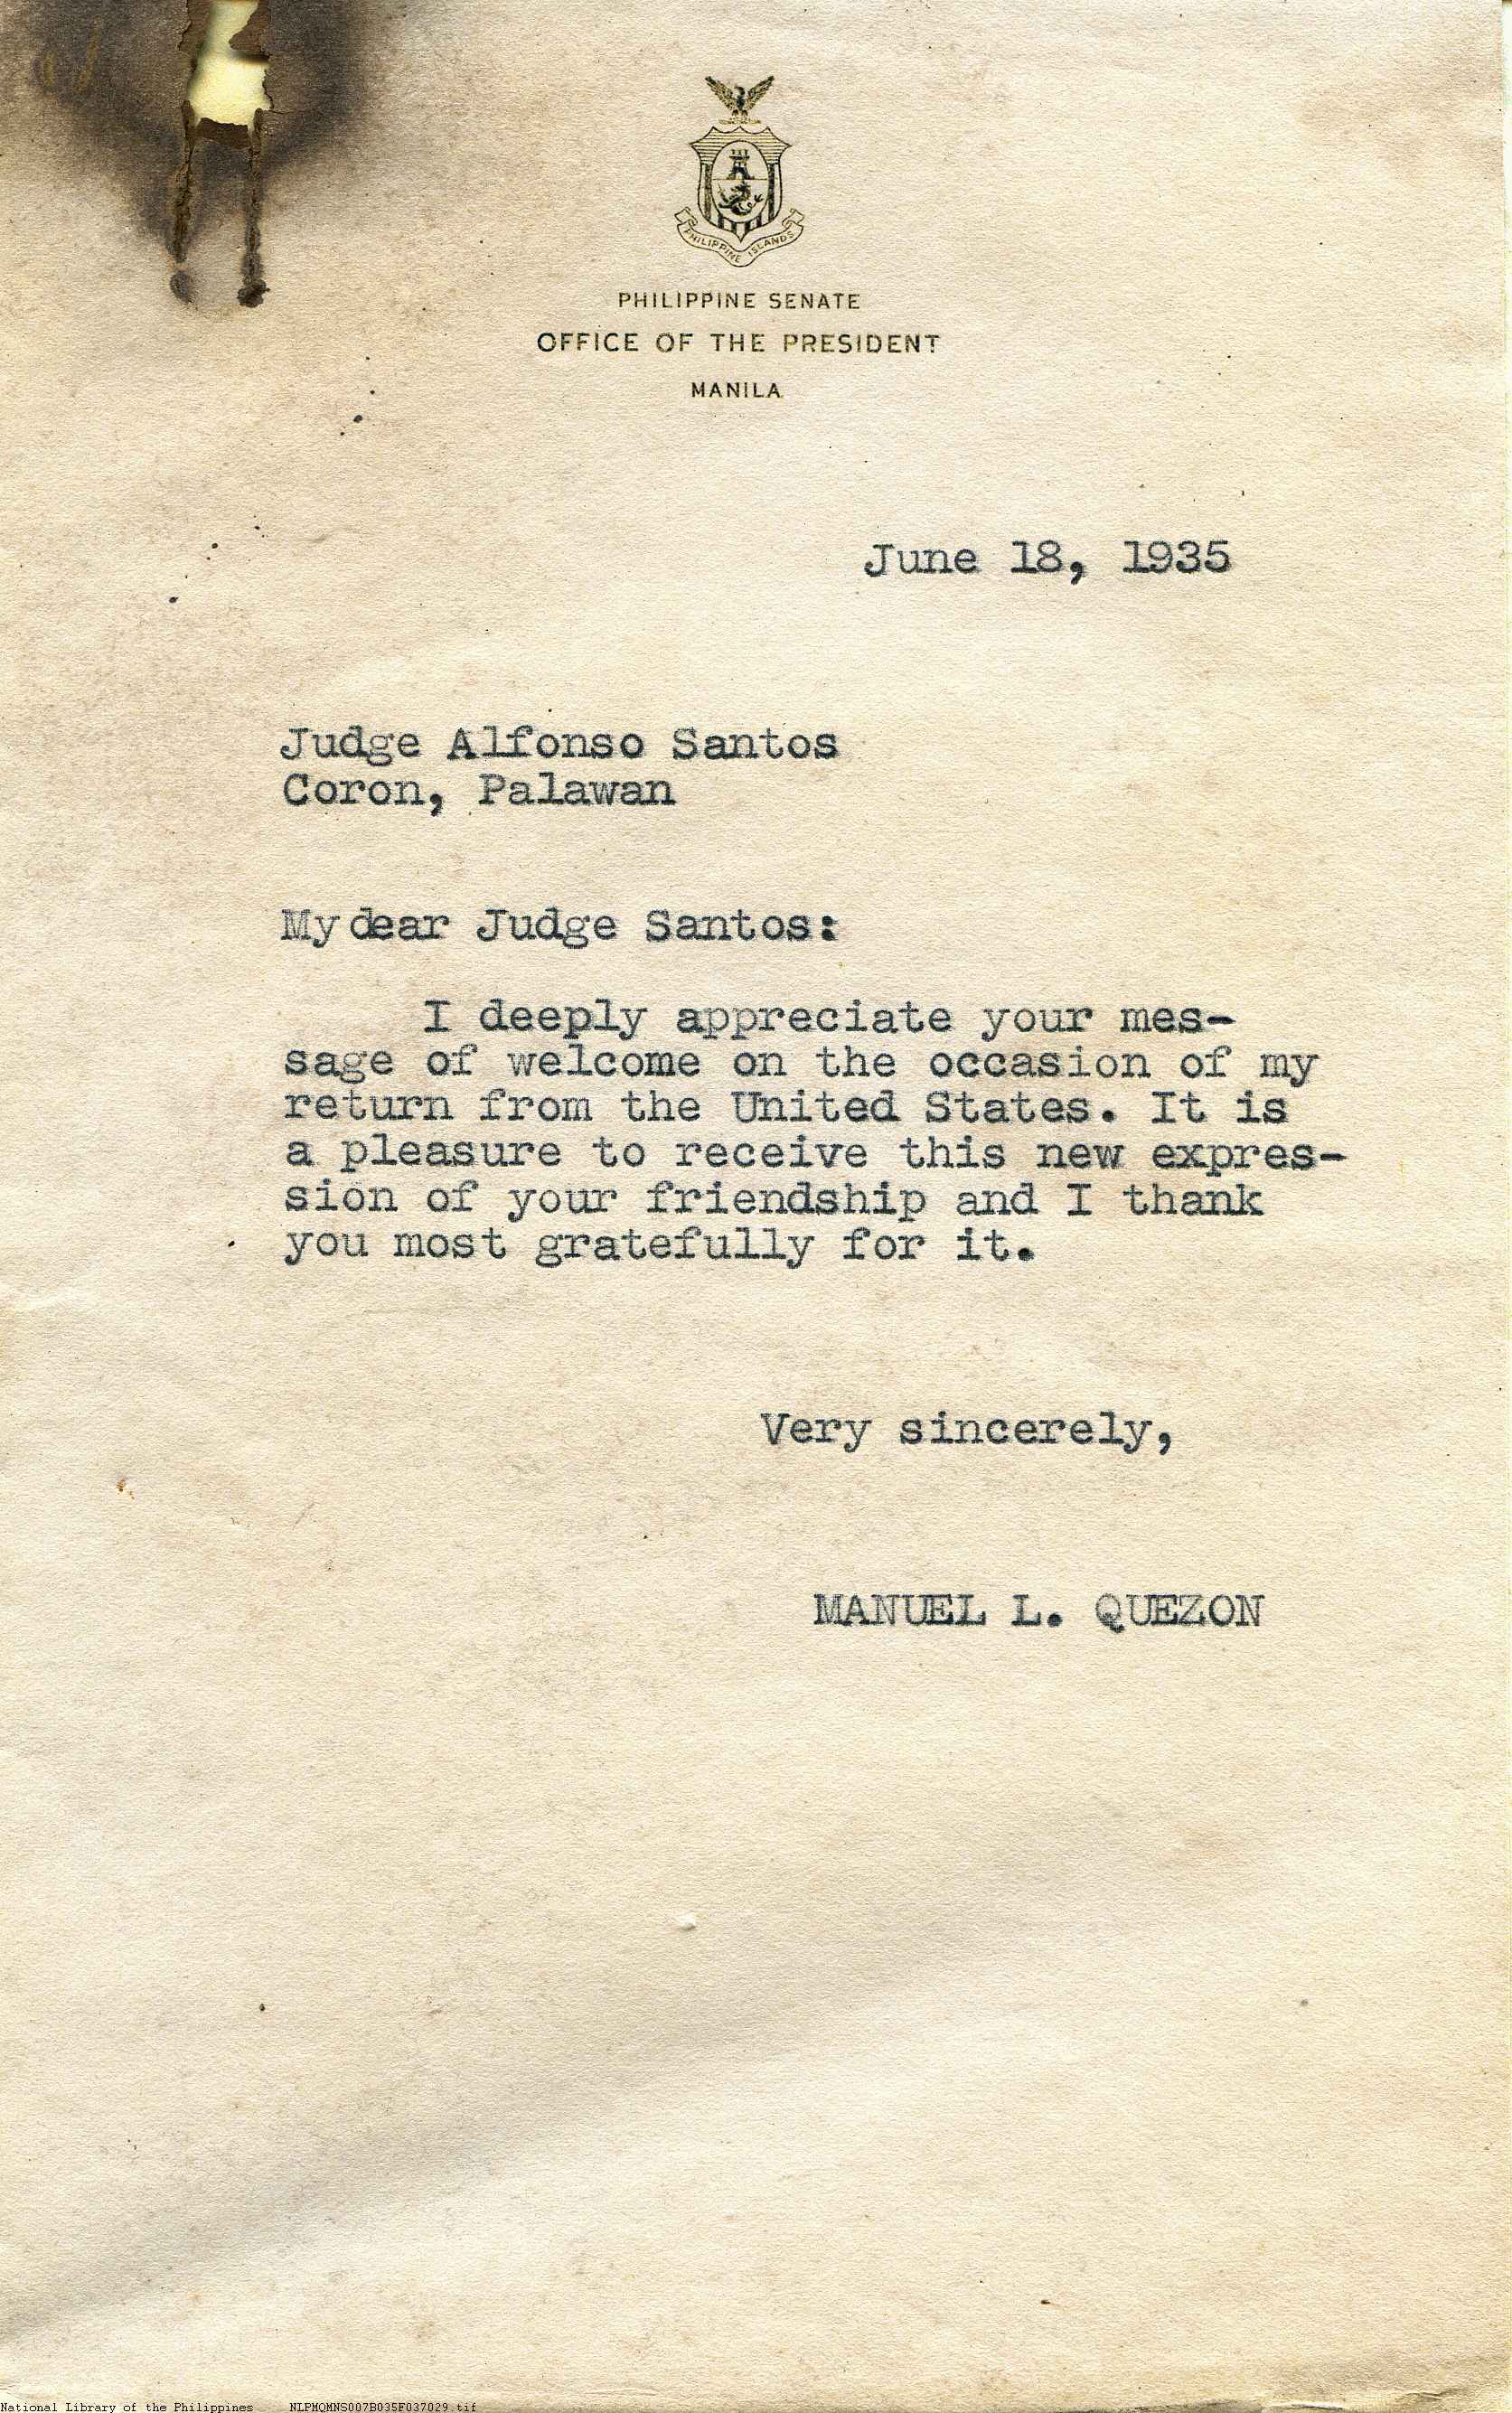 PHILIPPINE ISLANDS
PHILIPPINE SENATE
OFFICE OF THE PRESIDENT
MANILA
June 18, 1935
Judge Alfonso Santos
Coron, Palawan
My dear Judge Santos:
I deeply appreciate your mes-
sage of welcome on the occasion of my
return from the United States. It is
a pleasure to receive this new expres-
sion of your friendship and I thank
you most gratefully for it.
Very sincerely,
MANUEL L. QUEZON
National Library of the Philippines NLPMQMNS007B035F037029.tif